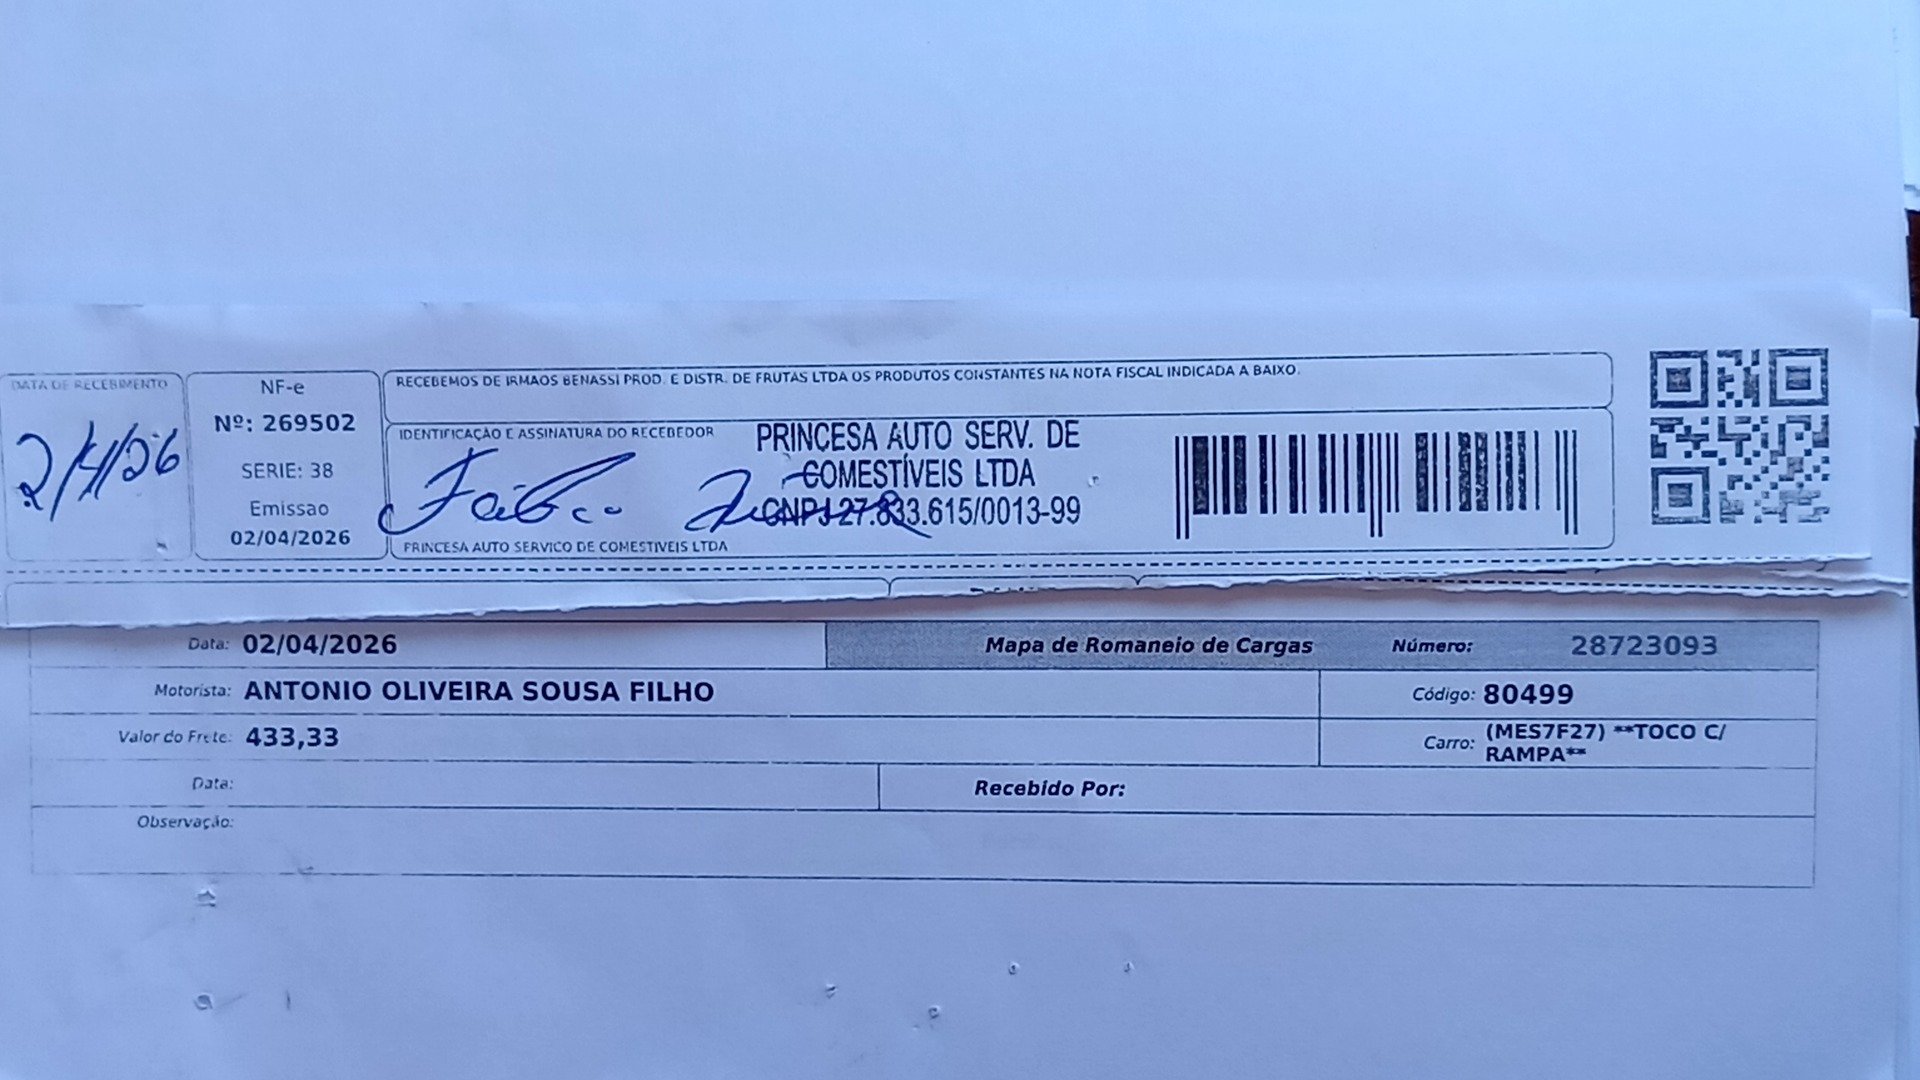 DATA DE RECEBIMENTO
2/4/26
NF-e
Nº: 269502
SERIE: 38
Emissao
02/04/2026
RECEBEMOS DE IRMAOS BENASSI PROD. E DISTR. DE FRUTAS LTDA OS PRODUTOS CONSTANTES NA NOTA FISCAL INDICADA A BAIXO.
IDENTIFICAÇÃO E ASSINATURA DO RECEBEDOR
Fabio
PRINCESA AUTO SERV. DE
COMESTÍVEIS LTDA
CNPJ 27.833.615/0013-99
PRINCESA AUTO SERVICO DE COMESTIVEIS LTDA
Data: 02/04/2026
Mapa de Romaneio de Cargas
Número: 28723093
Motorista: ANTONIO OLIVEIRA SOUSA FILHO
Código: 80499
Valor do Frete: 433,33
Carro: (MES7F27) **TOCO C/
RAMPA**
Data:
Recebido Por:
Observação: